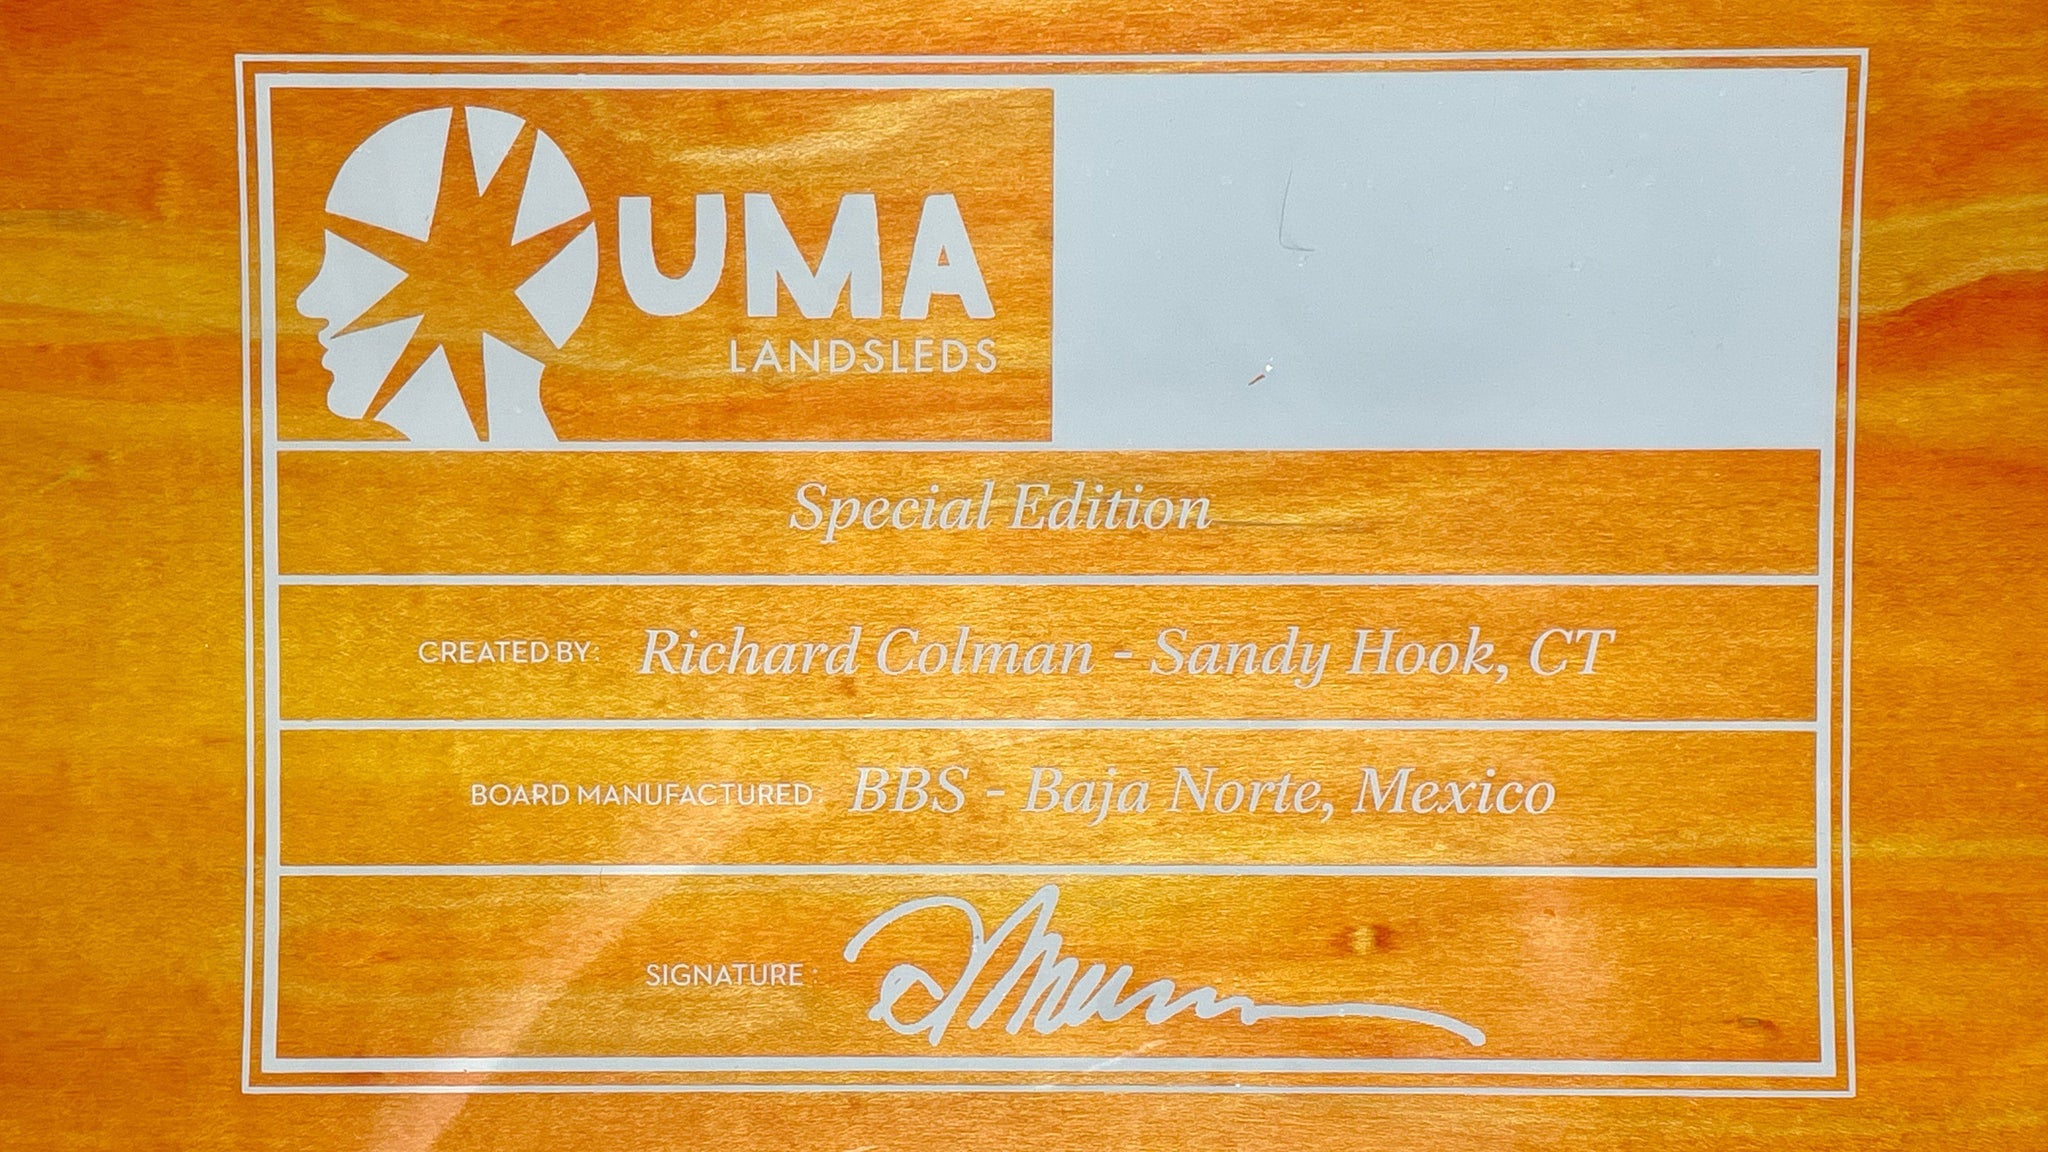 UMA
LANDSLEDS
Special Edition
CREATED BY: Richard Colman - Sandy Hook, CT
BOARD MANUFACTURED: BBS - Baja Norte, Mexico
SIGNATURE :